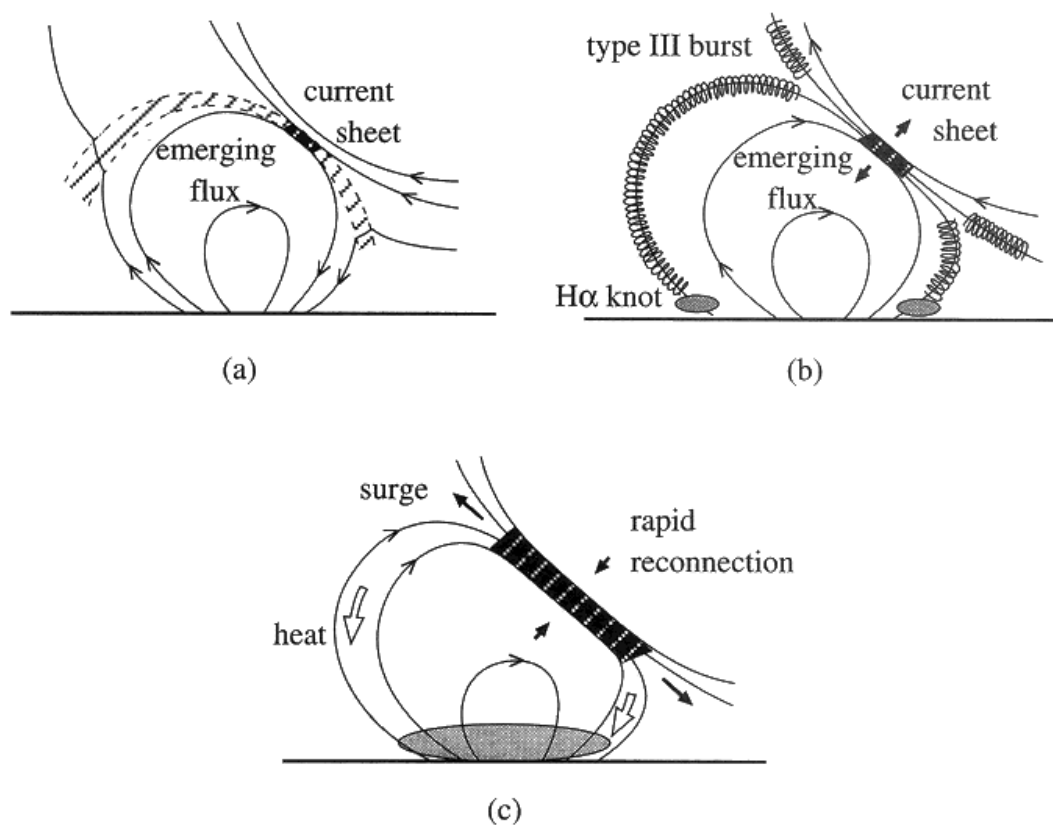 current
sheet
emerging
flux
(a)
type III burst
current
sheet
emerging
flux
Hα knot
(b)
surge
rapid
reconnection
heat
(c)